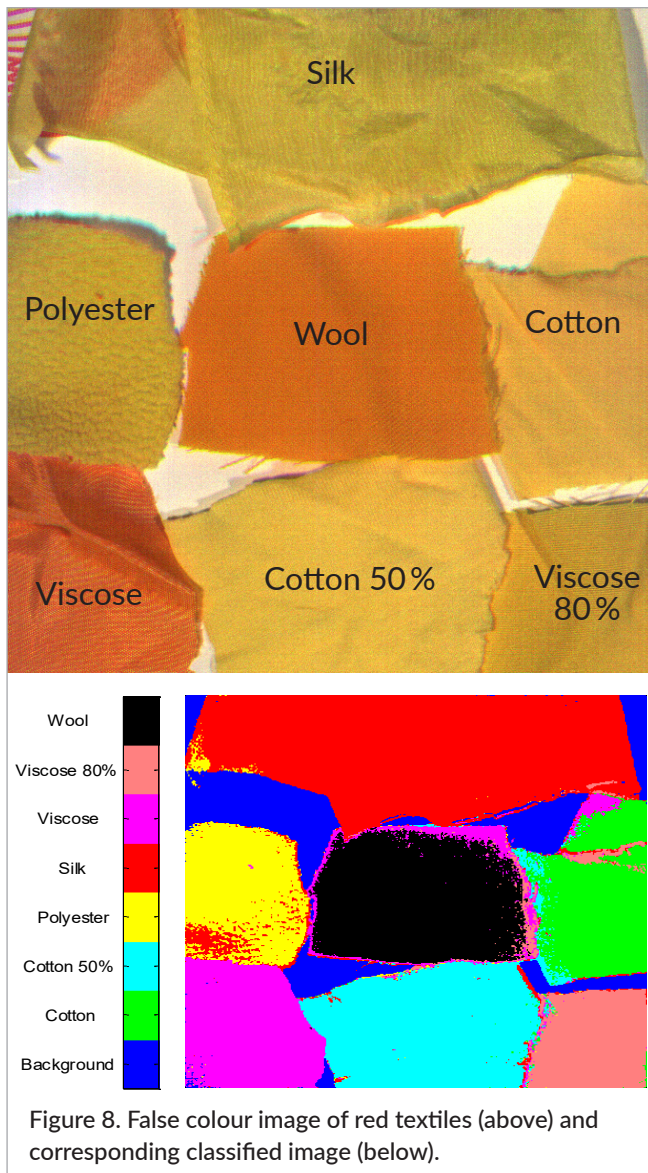 Silk
Polyester
Wool
Cotton
Viscose
Cotton 50%
Viscose
80%
Wool
Viscose 80%
Viscose
Silk
Polyester
Cotton 50%
Cotton
Background
Figure 8. False colour image of red textiles (above) and
corresponding classified image (below).